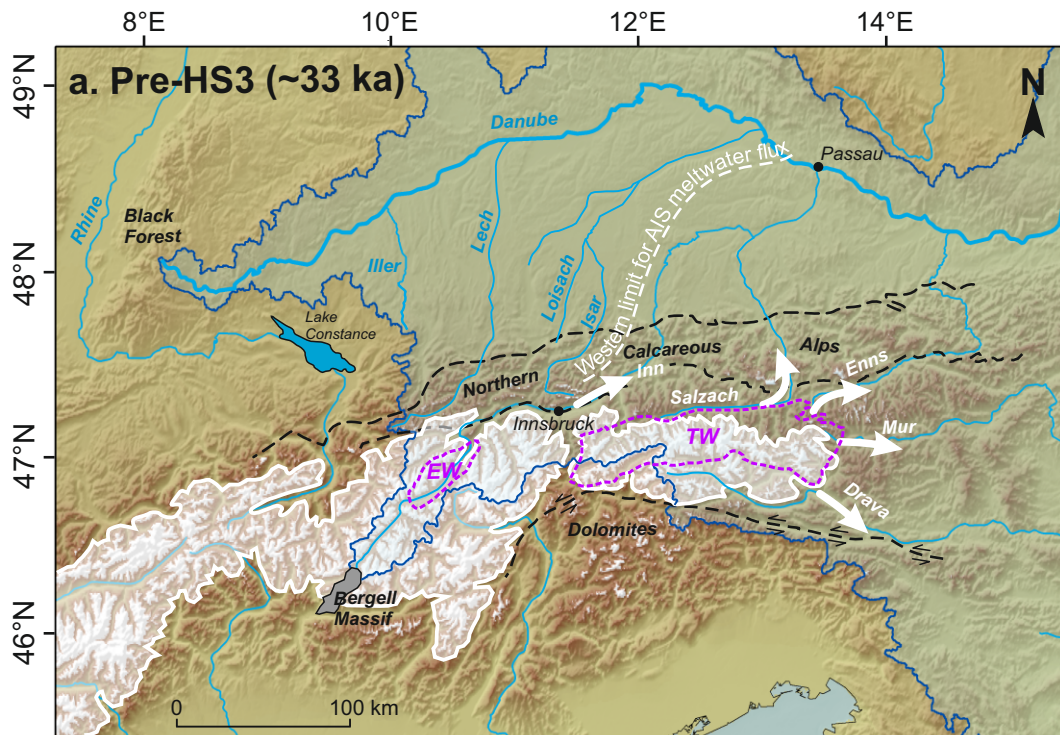 8°E
10°E
12°E
14°E
49°N
48°N
47°N
46°N
a. Pre-HS3 (~33 ka)
N
Danube
Passau
Western limit for AIS meltwater flux
Rhine
Black
Forest
Lech
Iller
Loisach
Isar
Lake
Constance
Northern
Calcareous
Alps
Inn
Enns
Salzach
Innsbruck
Mur
TW
EW
Drava
Dolomites
Bergell
Massif
0
100 km